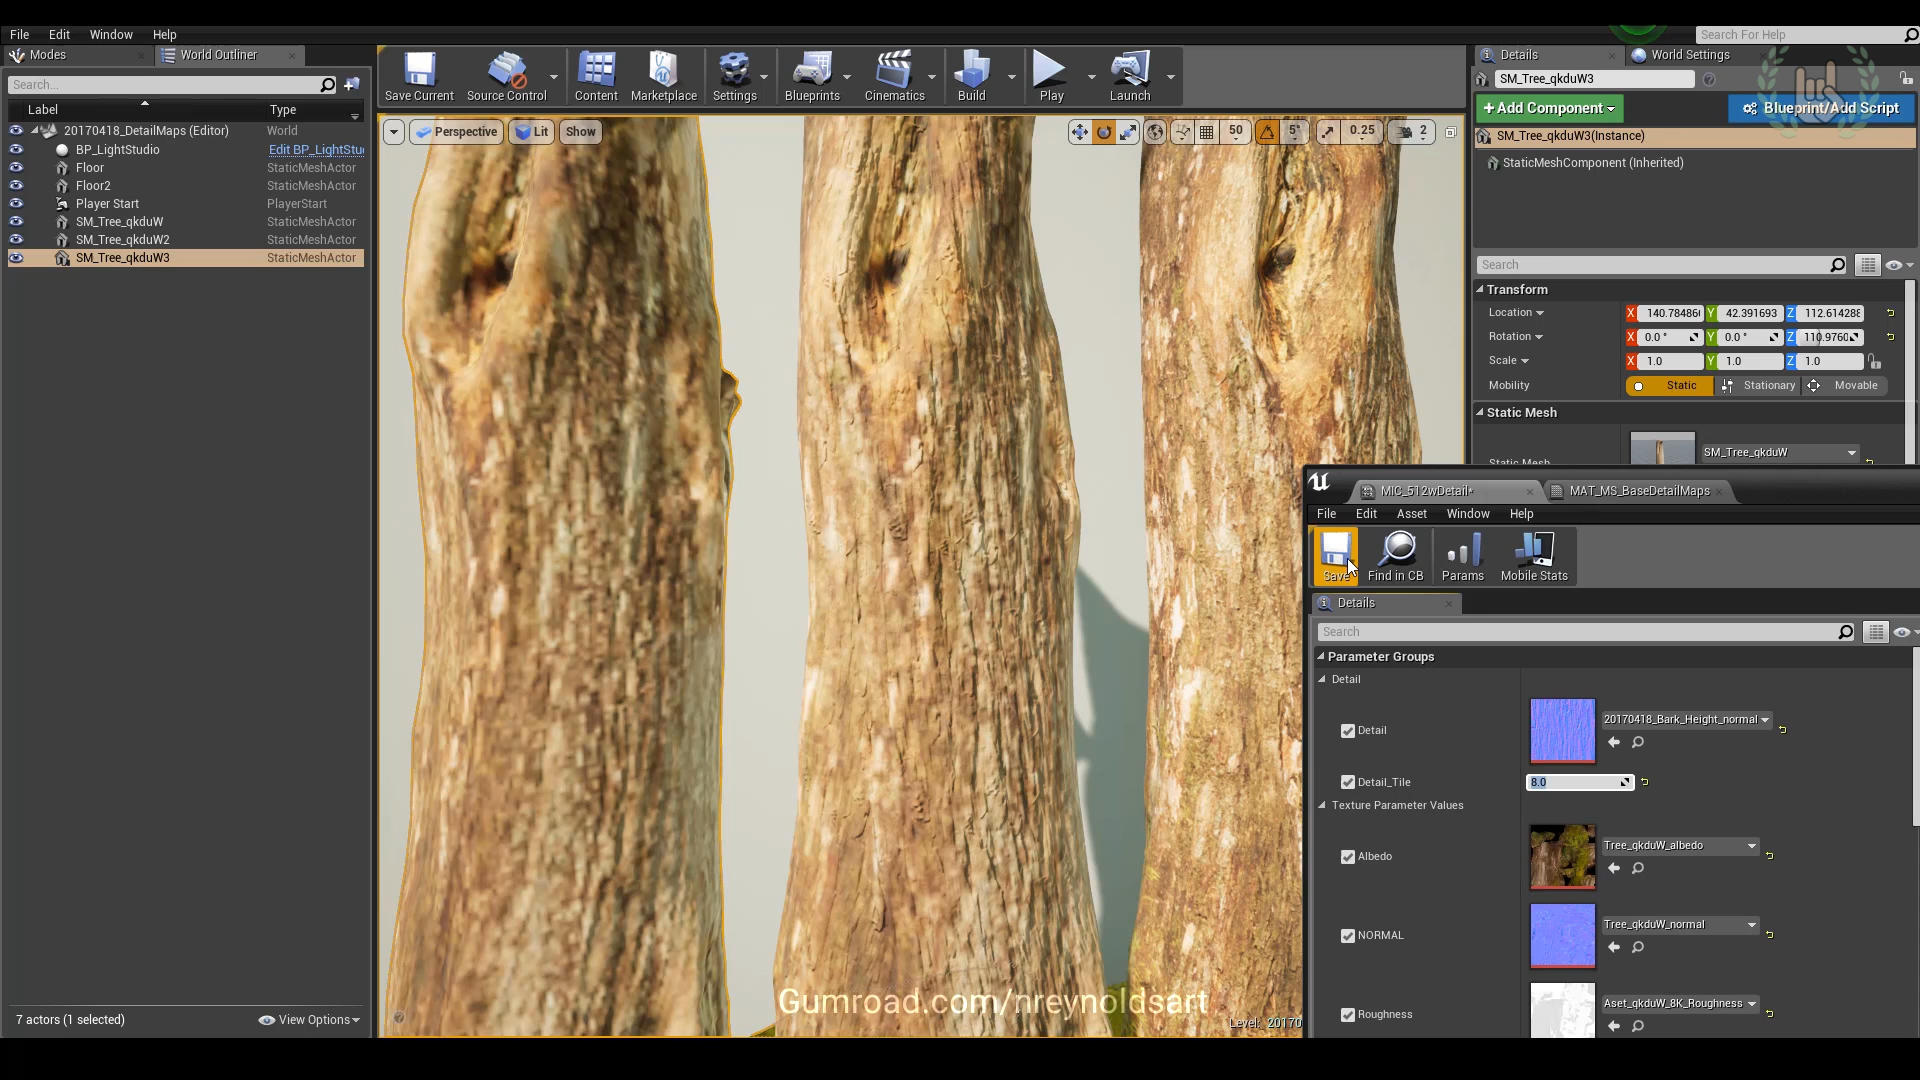 File Edit Window Help
Search For Help
Modes World Outliner
Search...
Label Type
20170418_DetailMaps (Editor) World
BP_LightStudio Edit BP_LightStu
Floor StaticMeshActor
Floor2 StaticMeshActor
Player Start PlayerStart
SM_Tree_qkduW StaticMeshActor
SM_Tree_qkduW2 StaticMeshActor
SM_Tree_qkduW3 StaticMeshActor
7 actors (1 selected) View Options
Save Current Source Control Content Marketplace Settings Blueprints Cinematics Build Play Launch
Perspective Lit Show 50 5° 0.25 2
Gumroad.com/nreynoldsart
Level: 20170
Details World Settings
SM_Tree_qkduW3
+Add Component Blueprint/Add Script
SM_Tree_qkduW3(Instance)
StaticMeshComponent (Inherited)
Search
Transform
Location X 140.78486 Y 42.391693 Z 112.614288
Rotation X 0.0 ° Y 0.0 ° Z 110.9760
Scale X 1.0 Y 1.0 Z 1.0
Mobility Static Stationary Movable
Static Mesh
Static Mesh SM_Tree_qkduW
MIC_512wDetail* MAT_MS_BaseDetailMaps
File Edit Asset Window Help
Save Find in CB Params Mobile Stats
Details
Search
Parameter Groups
Detail
Detail 20170418_Bark_Height_normal
Detail_Tile 8.0
Texture Parameter Values
Albedo Tree_qkduW_albedo
NORMAL Tree_qkduW_normal
Roughness Aset_qkduW_8K_Roughness